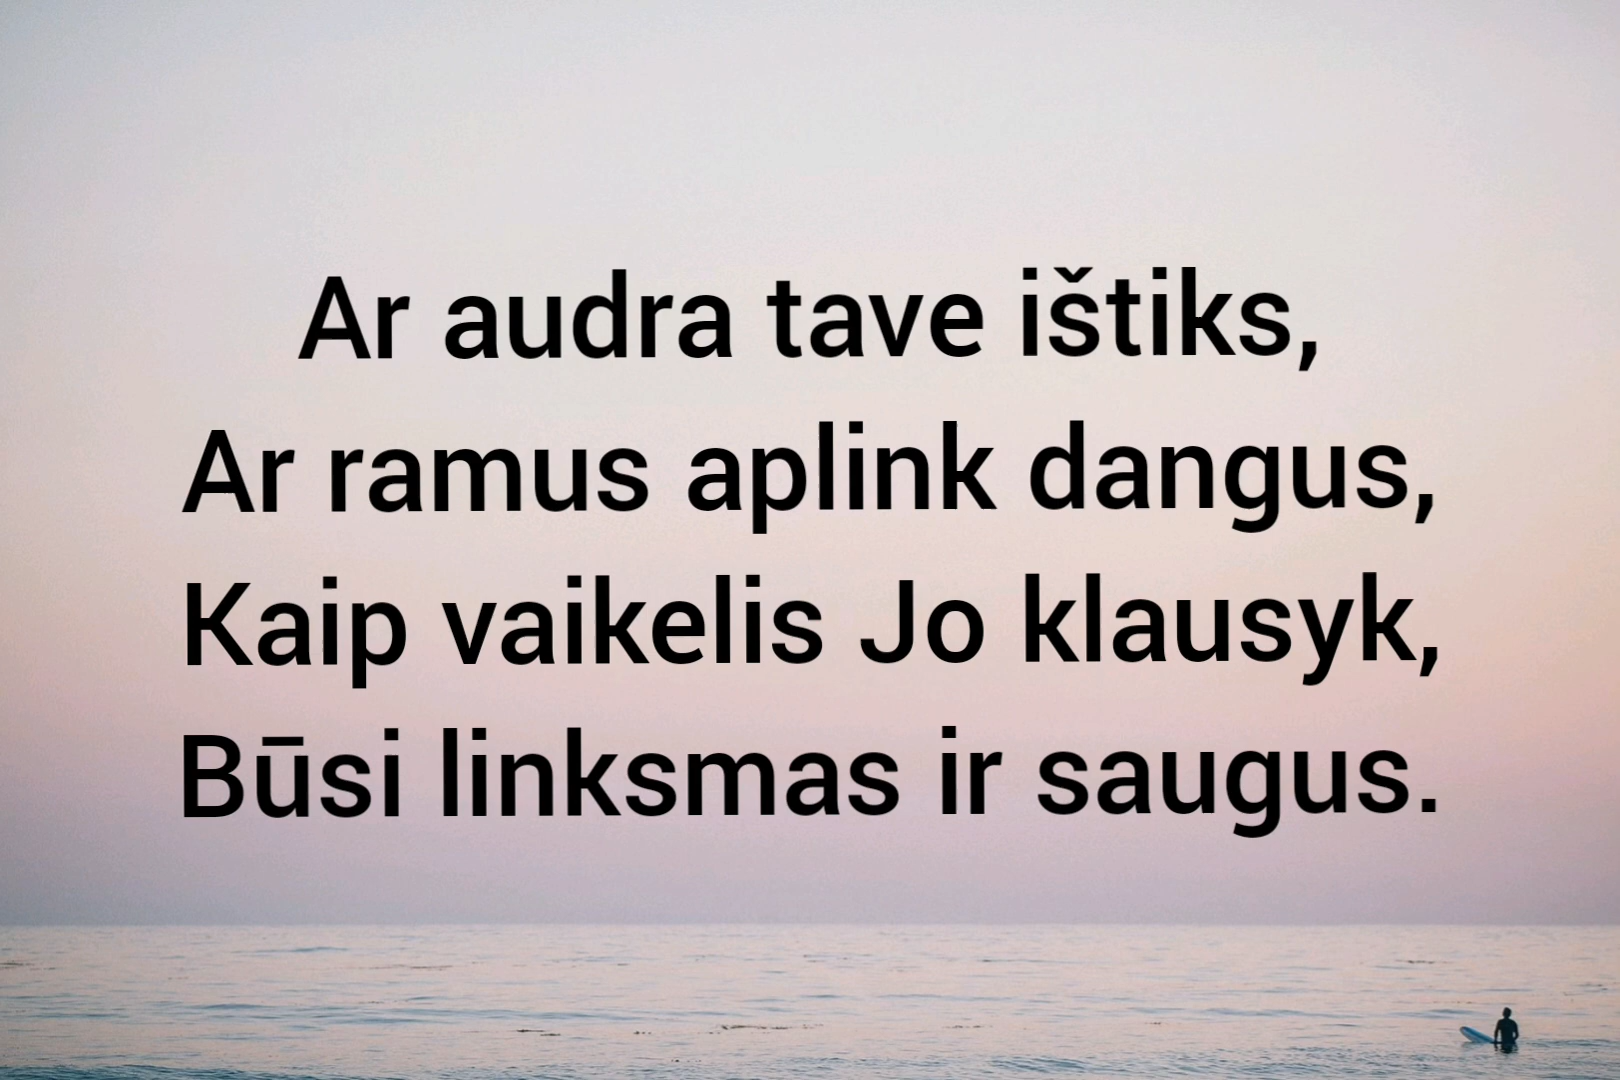 Ar audra tave ištiks,
Ar ramus aplink dangus,
Kaip vaikelis Jo klausyk,
Būsi linksmas ir saugus.